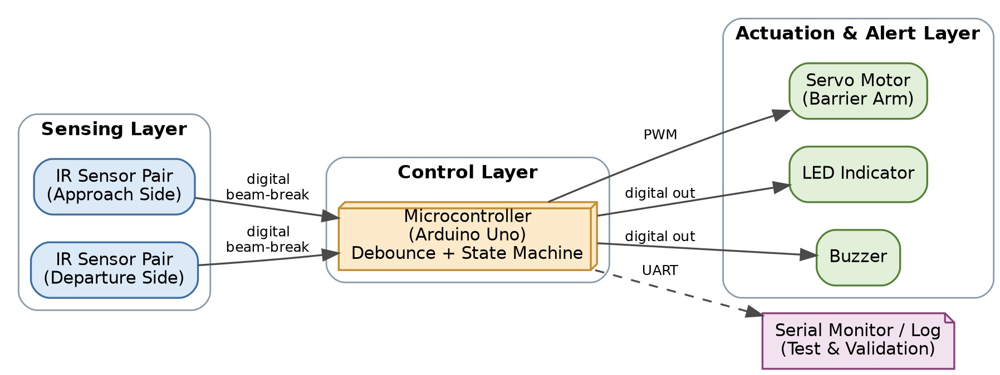 Sensing Layer
IR Sensor Pair
(Approach Side)
IR Sensor Pair
(Departure Side)
digital
beam-break
digital
beam-break
Control Layer
Microcontroller
(Arduino Uno)
Debounce + State Machine
PWM
digital out
digital out
UART
Actuation & Alert Layer
Servo Motor
(Barrier Arm)
LED Indicator
Buzzer
Serial Monitor / Log
(Test & Validation)